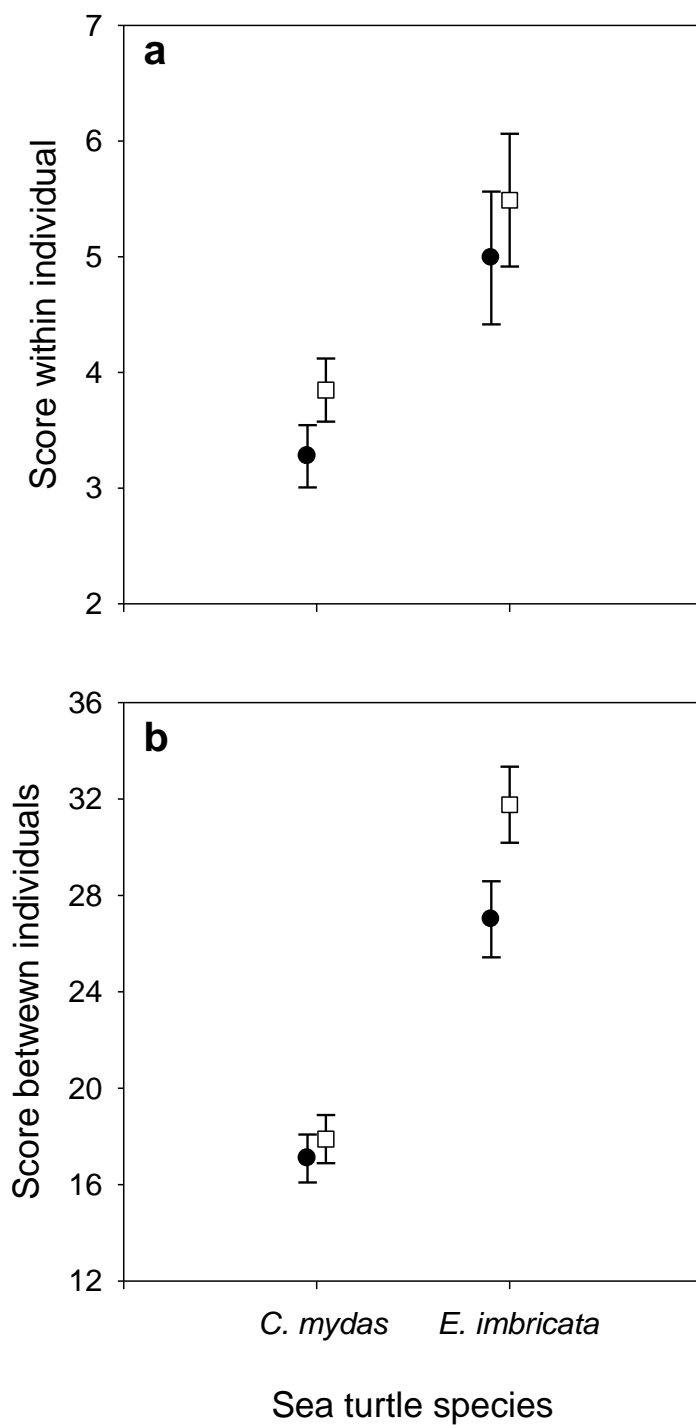 a
Score within individual
7
6
5
4
3
2
b
Score betwewn individuals
36
32
28
24
20
16
12
C. mydas E. imbricata
Sea turtle species